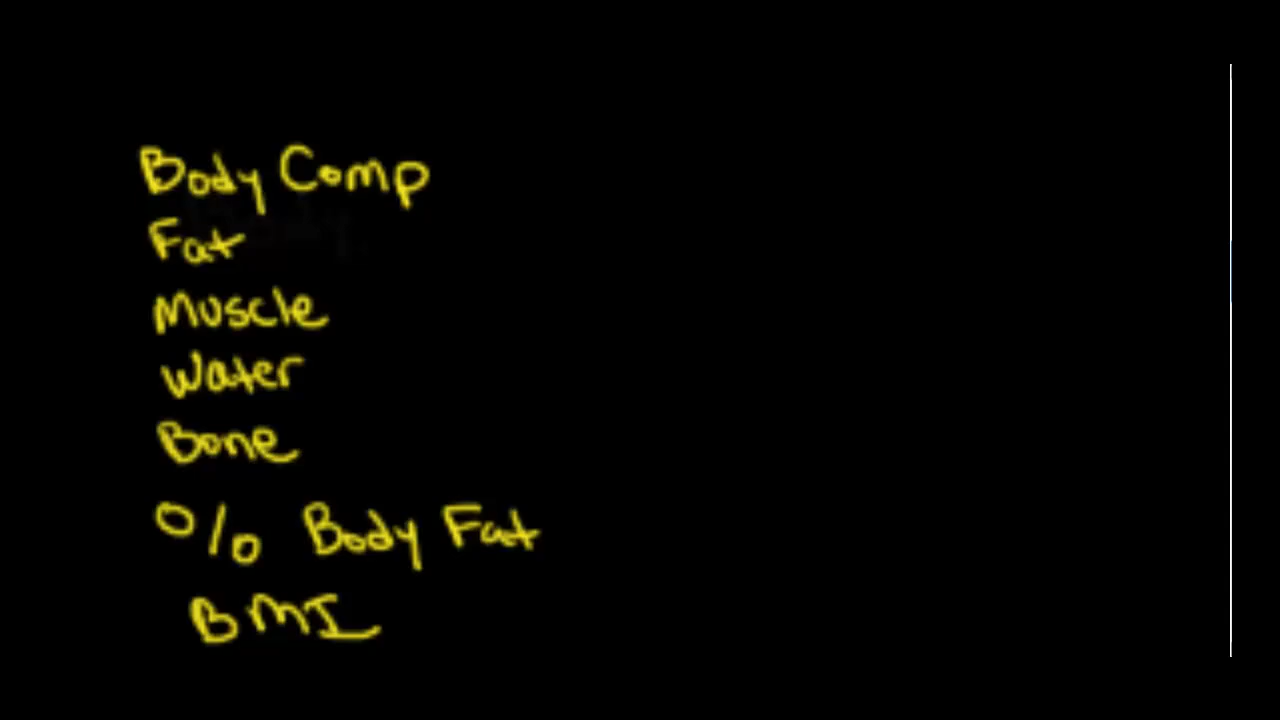 Body Comp
Fat
Muscle
Water
Bone
% Body Fat
BMI